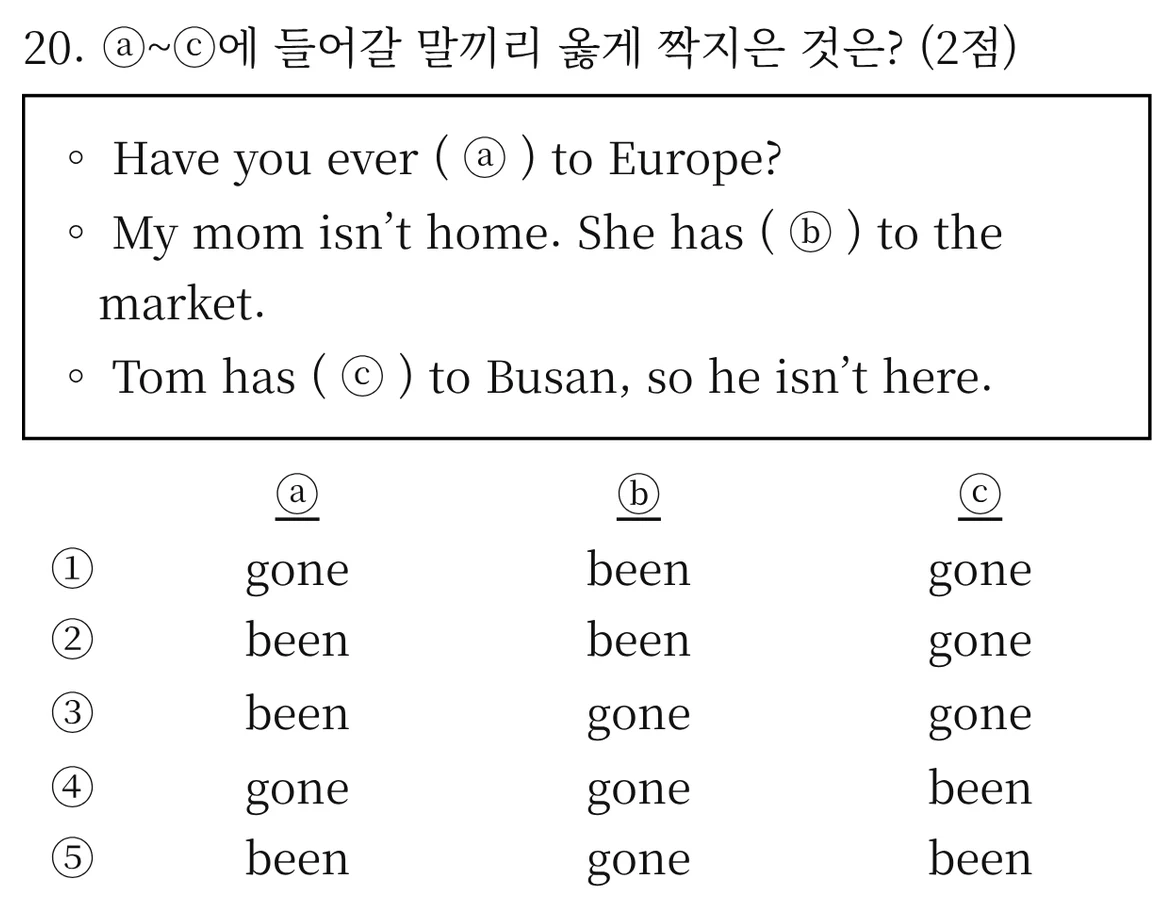 20. ⓐ~ⓒ에 들어갈 말끼리 옳게 짝지은 것은? (2점)
◦ Have you ever ( ⓐ ) to Europe?
◦ My mom isn’t home. She has ( ⓑ ) to the
market.
◦ Tom has ( ⓒ ) to Busan, so he isn’t here.
ⓐ ⓑ ⓒ
① gone been gone
② been been gone
③ been gone gone
④ gone gone been
⑤ been gone been